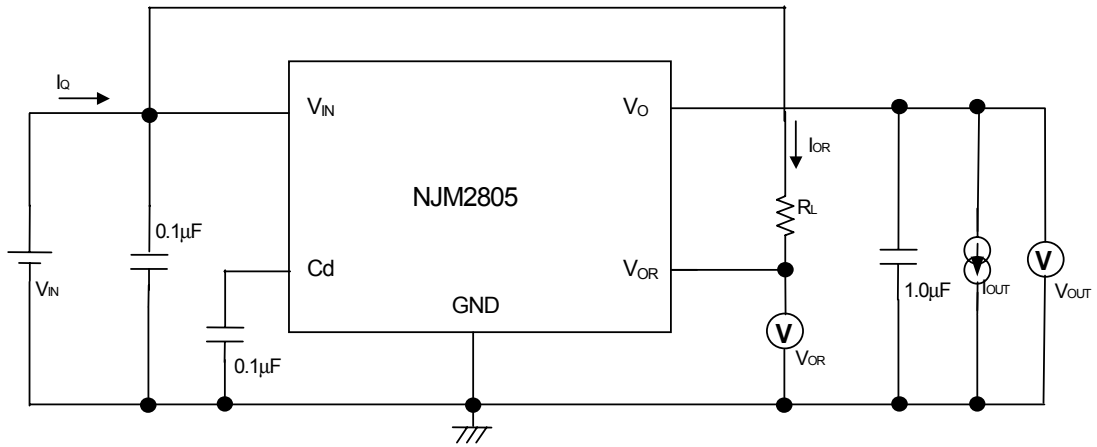 IQ
VIN
VO
IOR
NJM2805
RL
0.1μF
Cd
VOR
VIN
GND
1.0μF
IOUT
V
VOUT
V
VOR
0.1μF